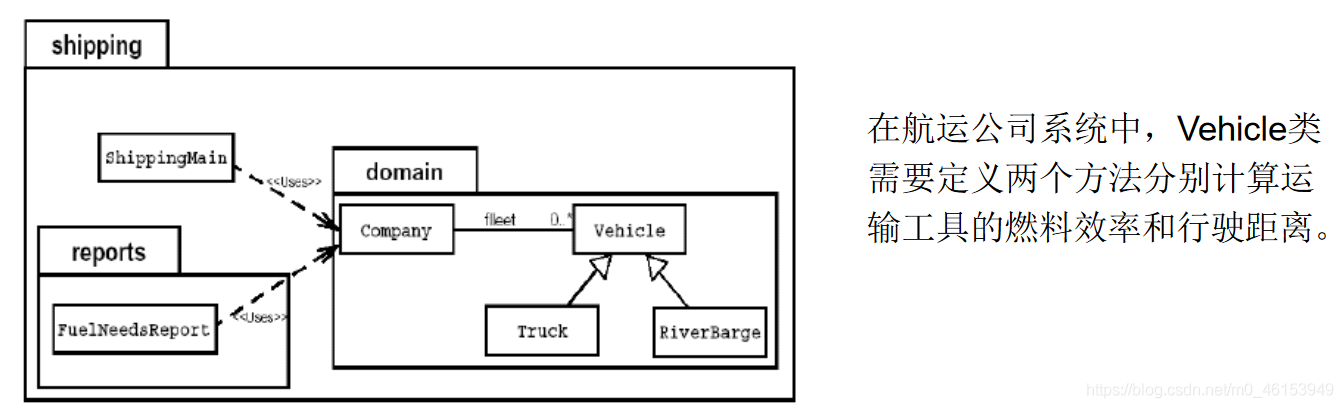 shipping
ShippingMain
<<Uses>>
domain
Company
fleet
0..*
Vehicle
reports
FuelNeedsReport
<<Uses>>
Truck
RiverBarge
在航运公司系统中，Vehicle类
需要定义两个方法分别计算运
输工具的燃料效率和行驶距离。
https://blog.csdn.net/m0_46153949